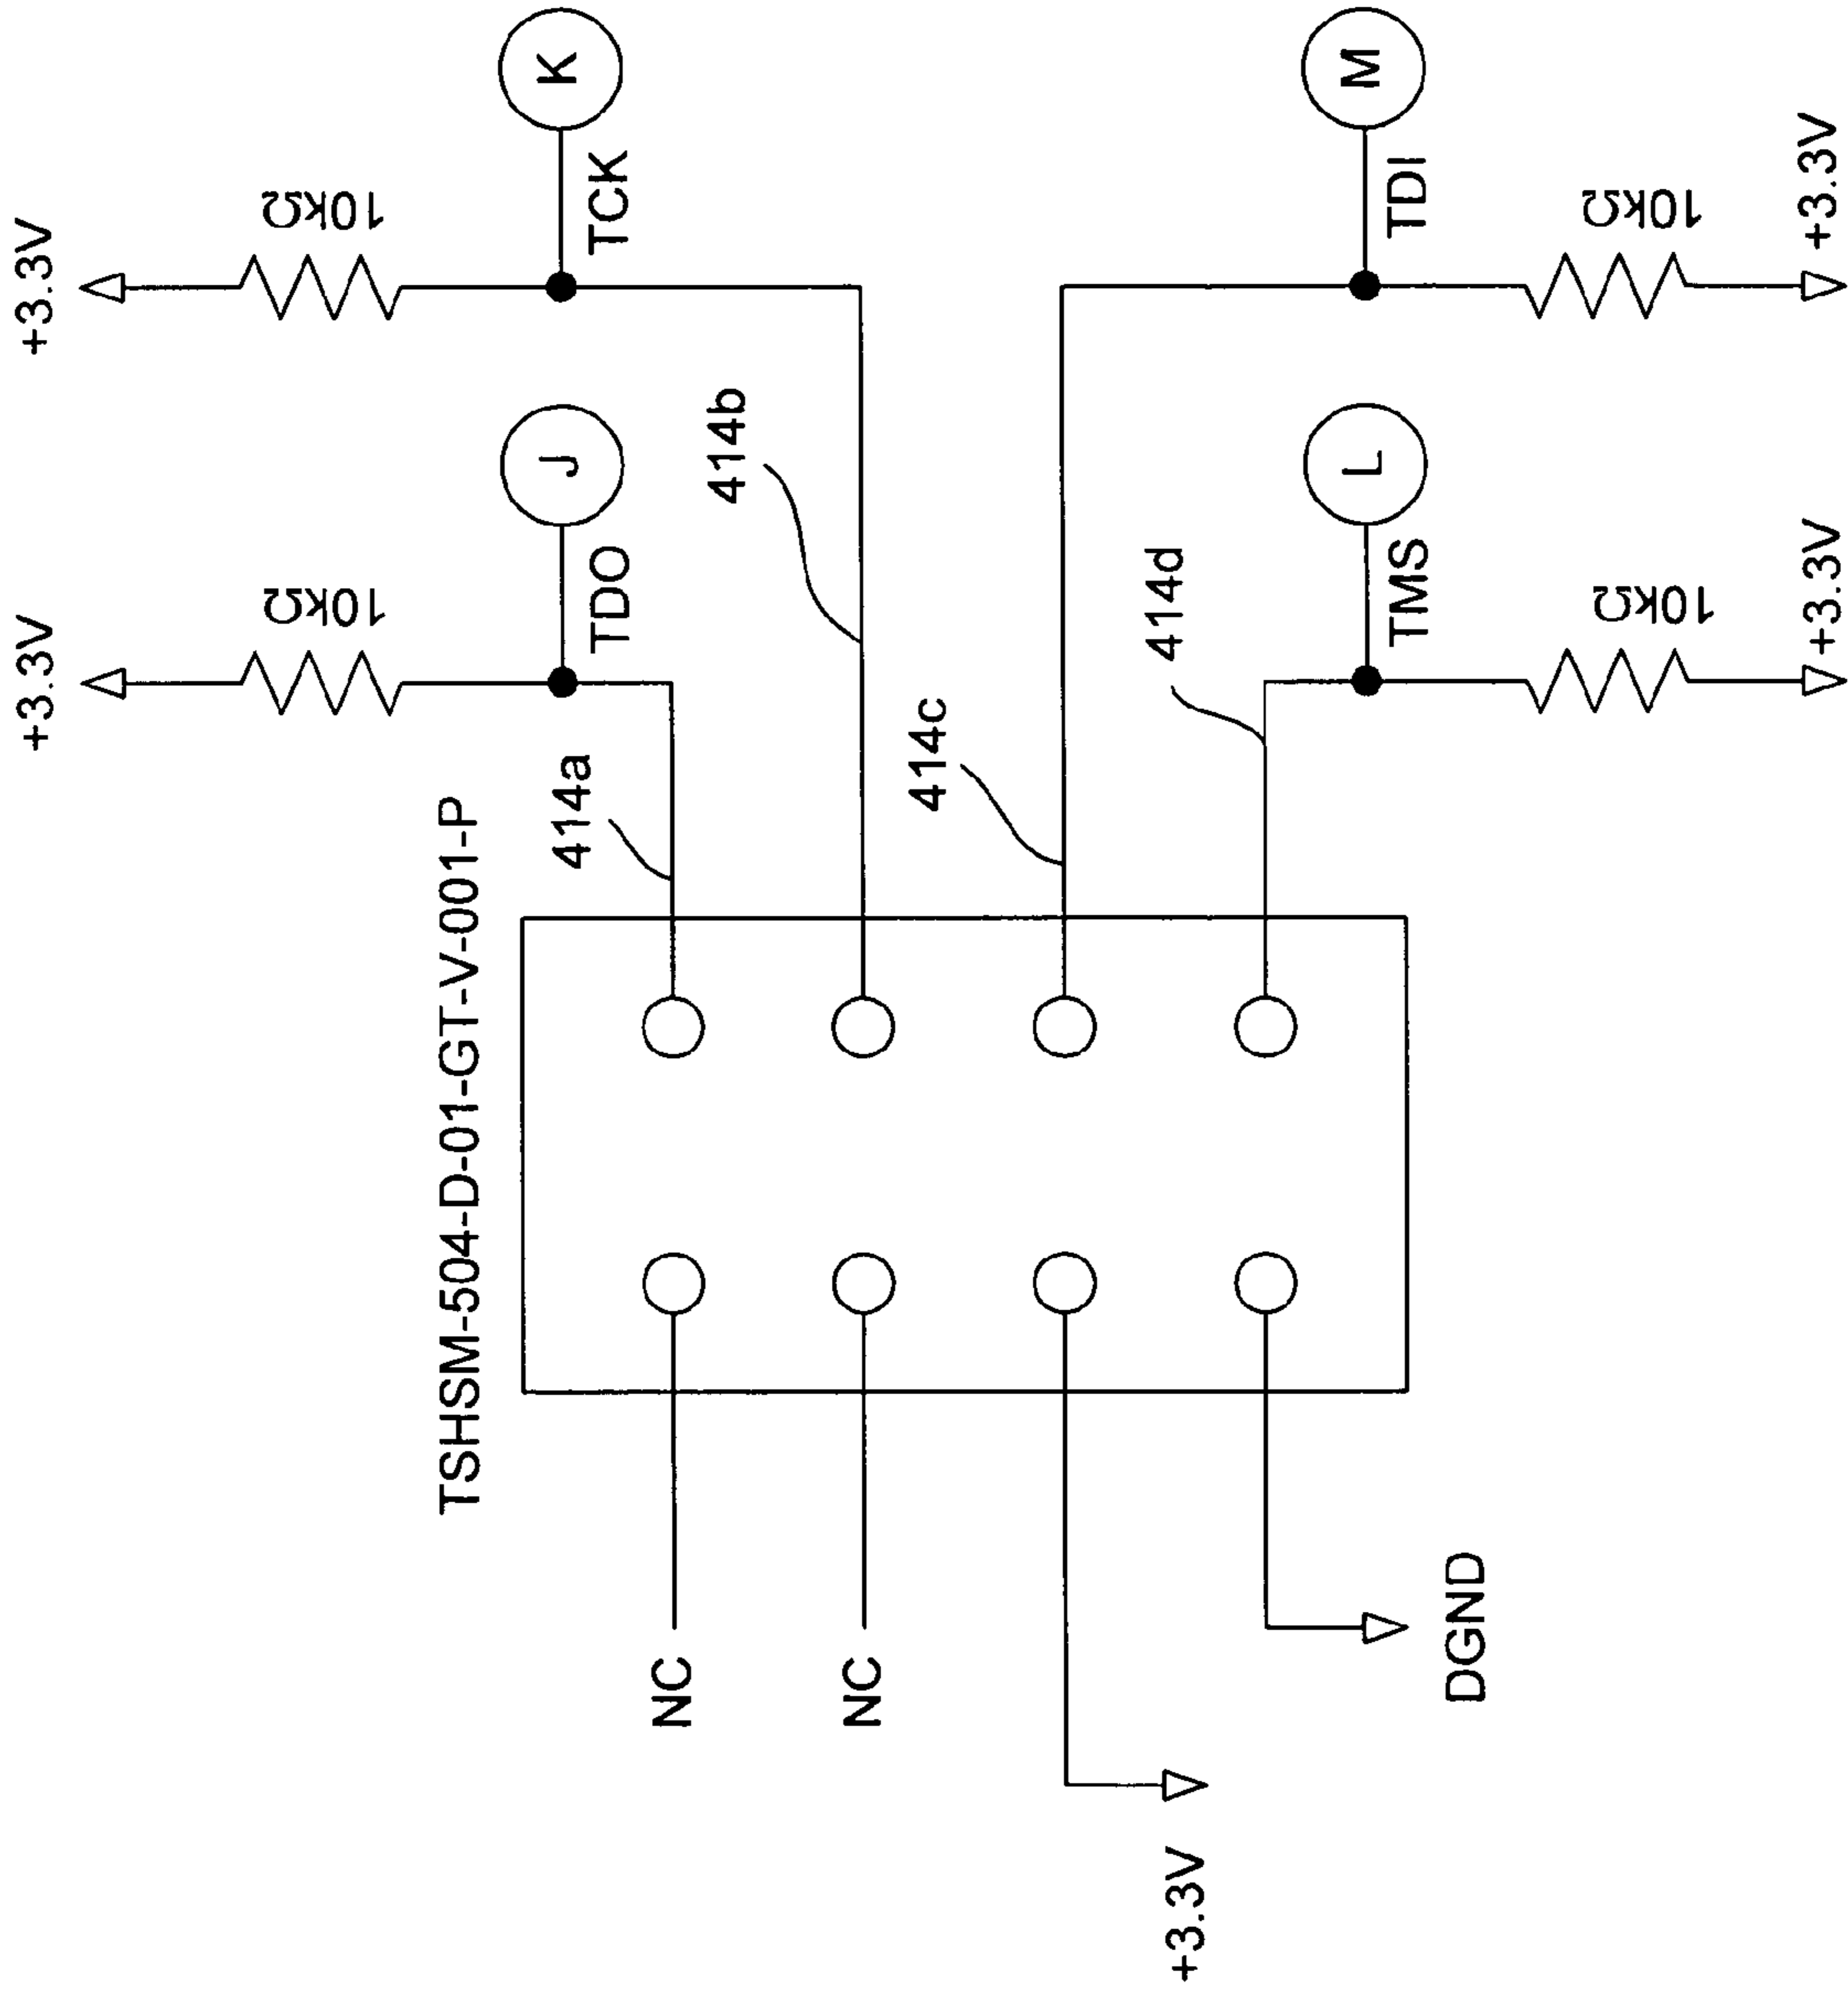 TSHSM-504-D-01-GT-V-001-P
NC
NC
+3.3V
DGND
414a
414b
414c
414d
+3.3V
10kΩ
TDO
J
+3.3V
10kΩ
TCK
K
TMS
L
10kΩ
+3.3V
TDI
M
10kΩ
+3.3V